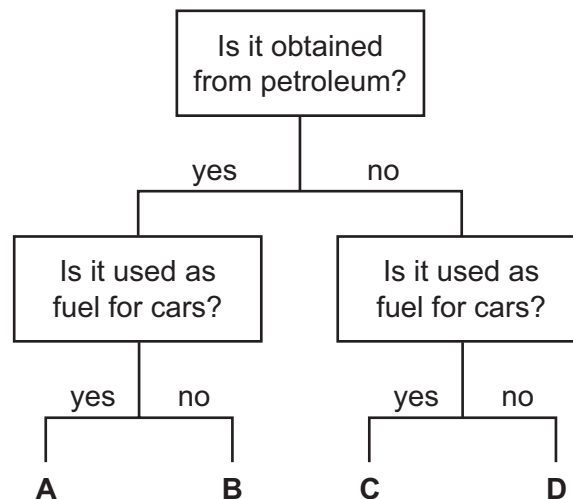 Is it obtained
from petroleum?
yes no
Is it used as
fuel for cars?
Is it used as
fuel for cars?
yes no
yes no
A B C D